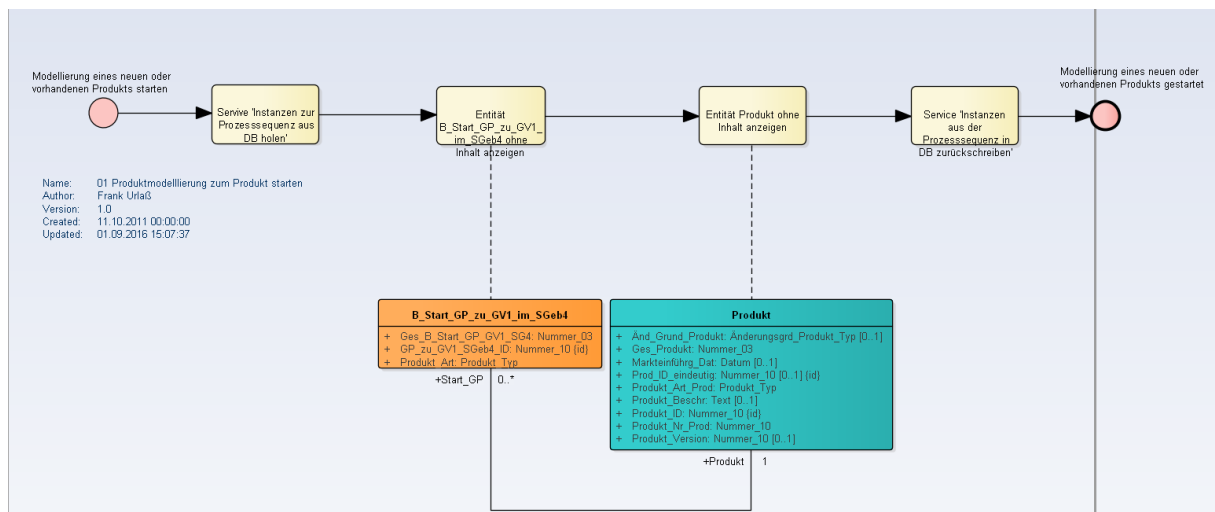 Modellierung eines neuen oder
vorhandenen Produkts starten
Servive 'Instanzen zur
Prozesssequenz aus
DB holen'
Entität
B_Start_GP_zu_GV1_
im_SGeb4 ohne
Inhalt anzeigen
Entität Produkt ohne
Inhalt anzeigen
Service 'Instanzen
aus der
Prozesssequenz in
DB zurückschreiben'
Modellierung eines neuen oder
vorhandenen Produkts gestartet
Name: 01 Produktmodelllierung zum Produkt starten
Author: Frank Urlaß
Version: 1.0
Created: 11.10.2011 00:00:00
Updated: 01.09.2016 15:07:37
B_Start_GP_zu_GV1_im_SGeb4
+ Ges_B_Start_GP_GV1_SG4: Nummer_03
+ GP_zu_GV1_SGeb4_ID: Nummer_10 {id}
+ Produkt_Art: Produkt_Typ
+Start_GP 0..*
Produkt
+ Änd_Grund_Produkt: Änderungsgrd_Produkt_Typ [0..1]
+ Ges_Produkt: Nummer_03
+ Markteinführg_Dat: Datum [0..1]
+ Prod_ID_eindeutig: Nummer_10 [0..1] {id}
+ Produkt_Art_Prod: Produkt_Typ
+ Produkt_Beschr: Text [0..1]
+ Produkt_ID: Nummer_10 {id}
+ Produkt_Nr_Prod: Nummer_10
+ Produkt_Version: Nummer_10 [0..1]
+Produkt 1